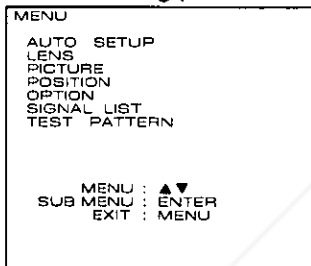 MENU
AUTO SETUP
LENS
PICTURE
POSITION
OPTION
SIGNAL LIST
TEST PATTERN
MENU : ▲▼
SUB MENU : ENTER
EXIT : MENU